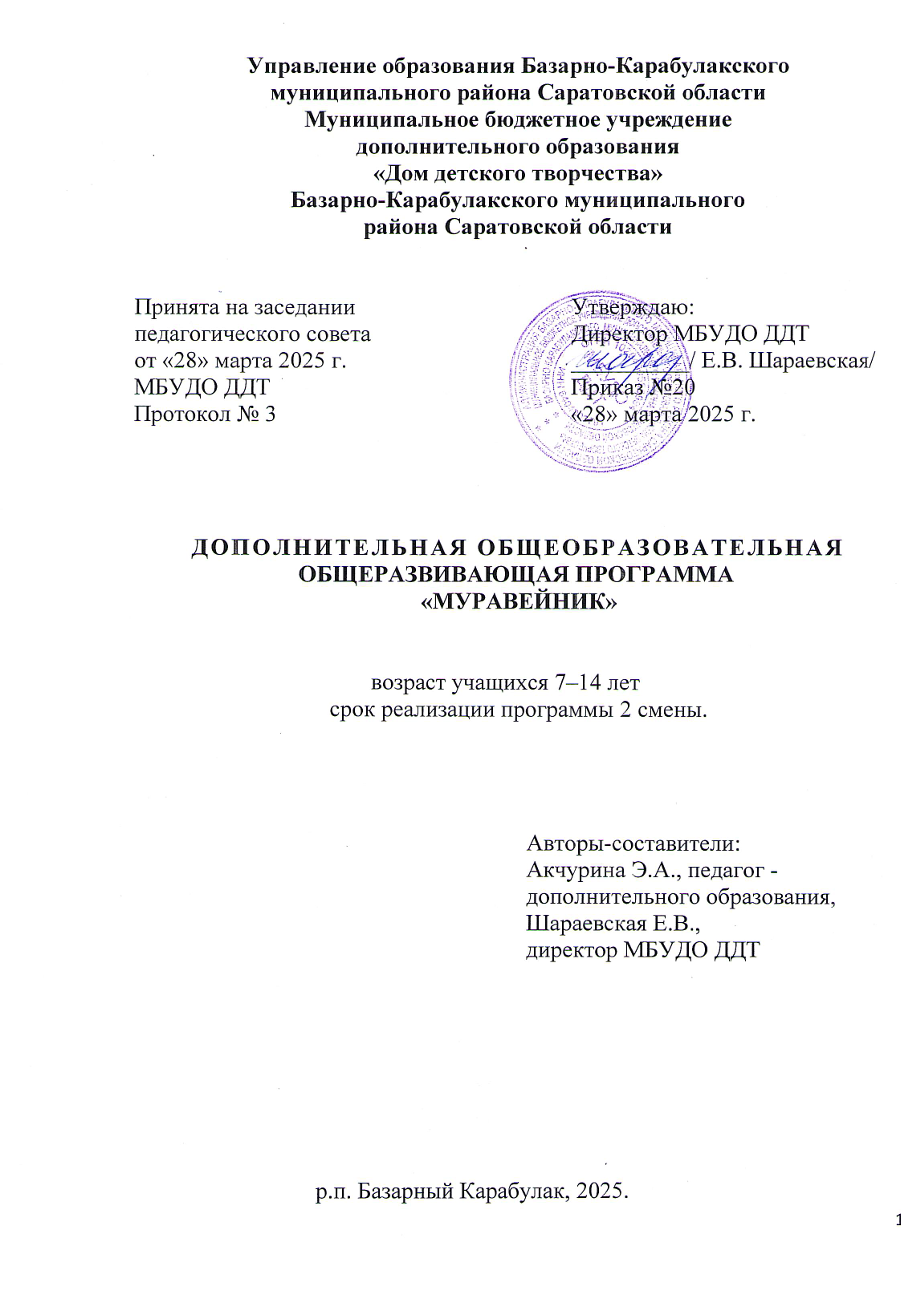 Управление образования Базарно-Карабулакского
муниципального района Саратовской области
Муниципальное бюджетное учреждение
дополнительного образования
«Дом детского творчества»
Базарно-Карабулакского муниципального
района Саратовской области
Принята на заседании
педагогического совета
от «28» марта 2025 г.
МБУДО ДДТ
Протокол № 3
Утверждаю:
Директор МБУДО ДДТ
/ Е.В. Шараевская/
Приказ №20
«28» марта 2025 г.
ДОПОЛНИТЕЛЬНАЯ ОБЩЕОБРАЗОВАТЕЛЬНАЯ
ОБЩЕРАЗВИВАЮЩАЯ ПРОГРАММА
«МУРАВЕЙНИК»
возраст учащихся 7–14 лет
срок реализации программы 2 смены.
Авторы-составители:
Акчурина Э.А., педагог -
дополнительного образования,
Шараевская Е.В.,
директор МБУДО ДДТ
р.п. Базарный Карабулак, 2025.
1